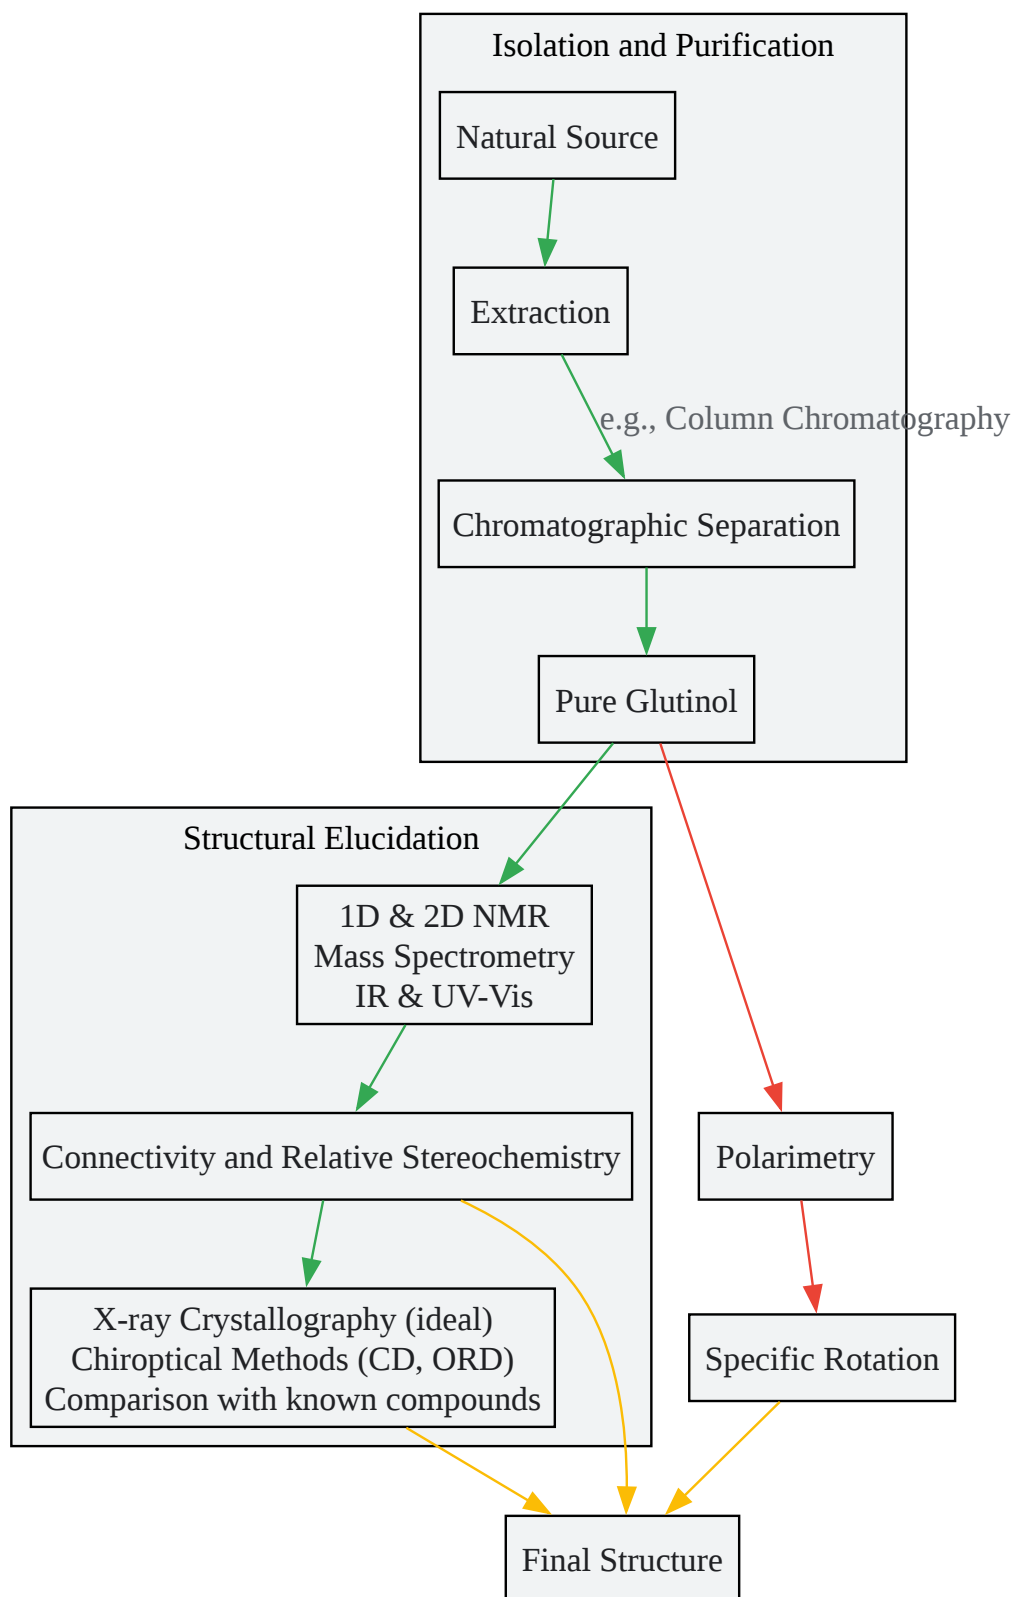 Isolation and Purification
Natural Source
Extraction
e.g., Column Chromatography
Chromatographic Separation
Pure Glutinol
Structural Elucidation
1D & 2D NMR
Mass Spectrometry
IR & UV-Vis
Connectivity and Relative Stereochemistry
Polarimetry
X-ray Crystallography (ideal)
Chiroptical Methods (CD, ORD)
Comparison with known compounds
Specific Rotation
Final Structure